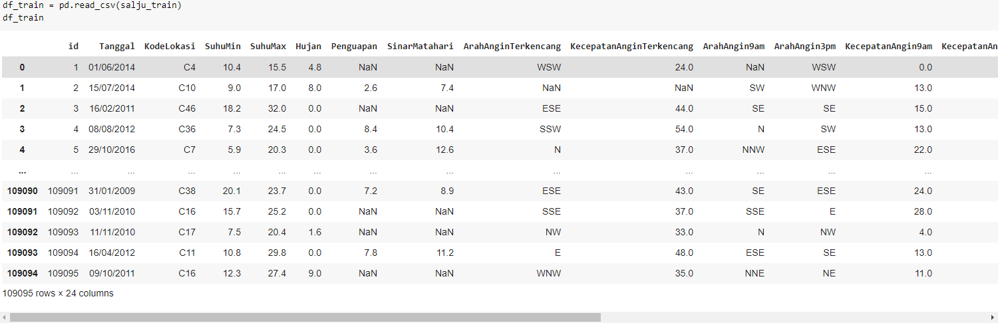 df_train = pd.read_csv(salju_train)
df_train
id Tanggal KodeLokasi SuhuMin SuhuMax Hujan Penguapan SinarMatahari ArahAnginTerkencang KecepatanAnginTerkencang ArahAngin9am ArahAngin3pm KecepatanAngin9am KecepatanAn
0 1 01/06/2014 C4 10.4 15.5 4.8 NaN NaN WSW 24.0 NaN WSW 0.0
1 2 15/07/2014 C10 9.0 17.0 8.0 2.6 7.4 NaN NaN SW WNW 13.0
2 3 16/02/2011 C46 18.2 32.0 0.0 NaN NaN ESE 44.0 SE SE 15.0
3 4 08/08/2012 C36 7.3 24.5 0.0 8.4 10.4 SSW 54.0 N SW 13.0
4 5 29/10/2016 C7 5.9 20.3 0.0 3.6 12.6 N 37.0 NNW ESE 22.0
... ... ... ... ... ... ... ... ... ... ... ... ... ...
109090 109091 31/01/2009 C38 20.1 23.7 0.0 7.2 8.9 ESE 43.0 SE ESE 24.0
109091 109092 03/11/2010 C16 15.7 25.2 0.0 NaN NaN SSE 37.0 SSE E 28.0
109092 109093 11/11/2010 C17 7.5 20.4 1.6 NaN NaN NW 33.0 N NW 4.0
109093 109094 16/04/2012 C11 10.8 29.8 0.0 7.8 11.2 E 48.0 ESE SE 13.0
109094 109095 09/10/2011 C16 12.3 27.4 9.0 NaN NaN WNW 35.0 NNE NE 11.0
109095 rows × 24 columns